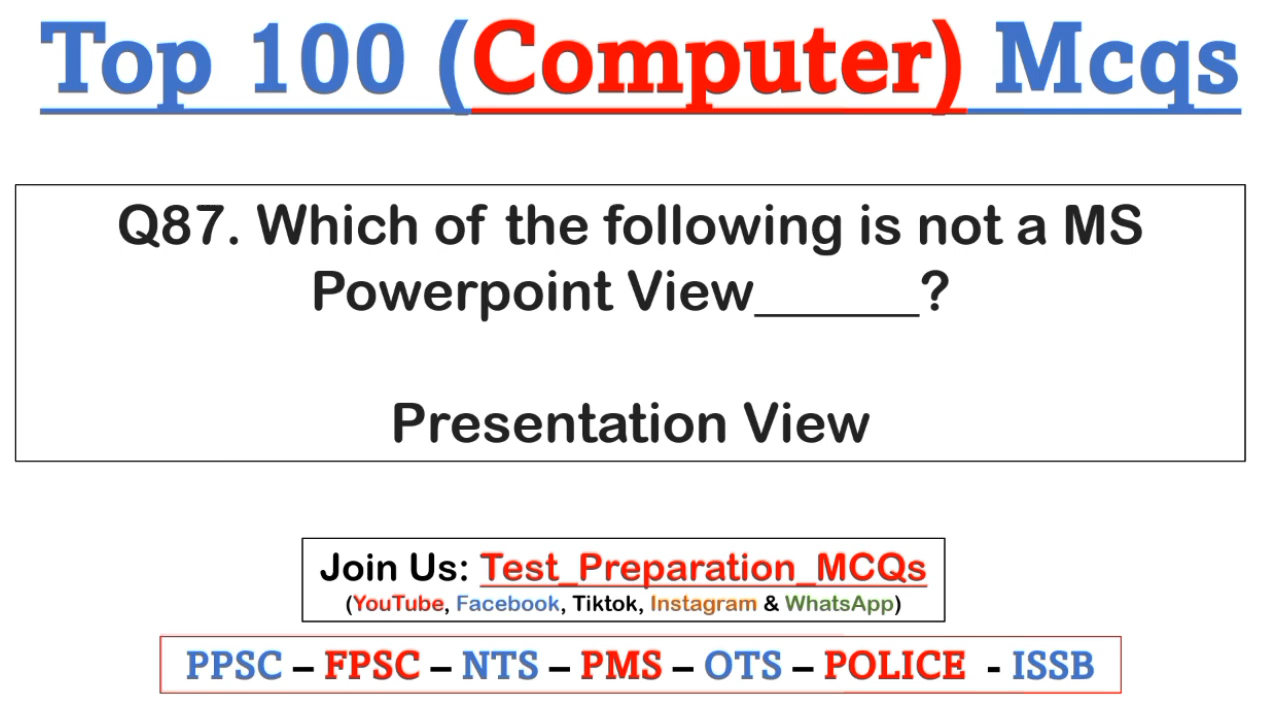 Top 100 (Computer) Mcqs
Q87. Which of the following is not a MS
Powerpoint View______?
Presentation View
Join Us: Test_Preparation_MCQs
(YouTube, Facebook, Tiktok, Instagram & WhatsApp)
PPSC – FPSC – NTS – PMS – OTS – POLICE - ISSB